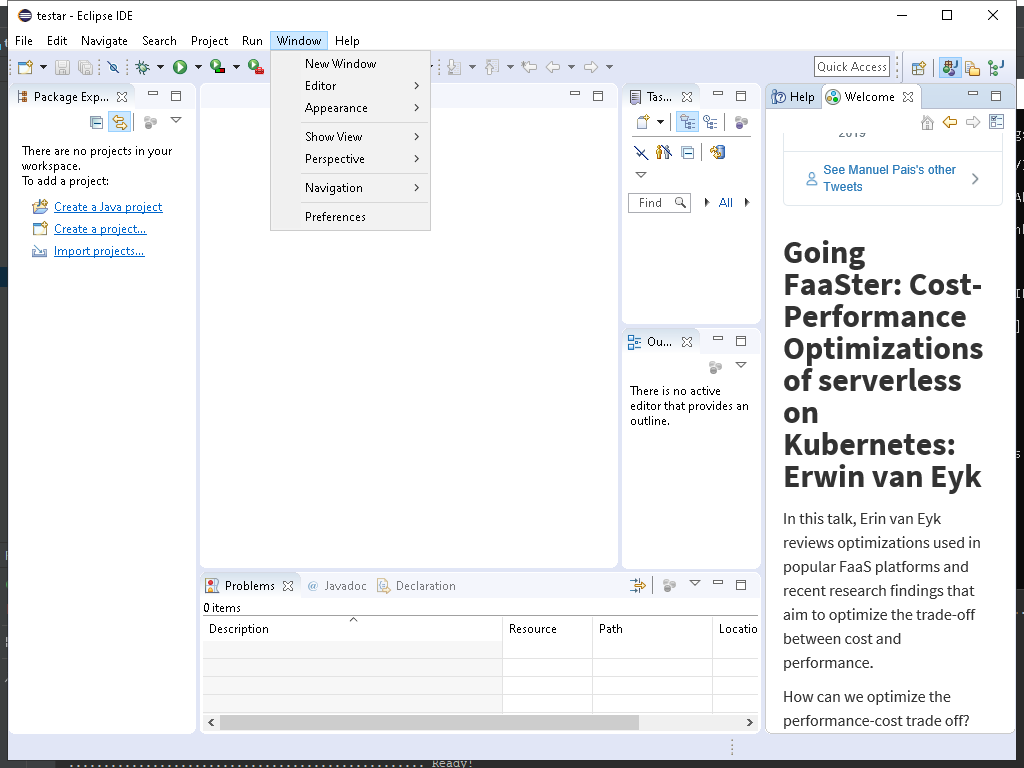 testar - Eclipse IDE
File Edit Navigate Search Project Run Window Help
Quick Access
New Window
Editor
Appearance
Show View
Perspective
Navigation
Preferences
Package Exp...
There are no projects in your
workspace.
To add a project:
Create a Java project
Create a project...
Import projects...
Tas...
Find
All
Ou...
There is no active
editor that provides an
outline.
Problems
Javadoc
Declaration
0 items
Description Resource Path Locatio
Help
Welcome
2019
See Manuel Pais's other
Tweets
Going
FaaSter: Cost-
Performance
Optimizations
of serverless
on
Kubernetes:
Erwin van Eyk
In this talk, Erin van Eyk
reviews optimizations used in
popular FaaS platforms and
recent research findings that
aim to optimize the trade-off
between cost and
performance.
How can we optimize the
performance-cost trade off?
Ready!